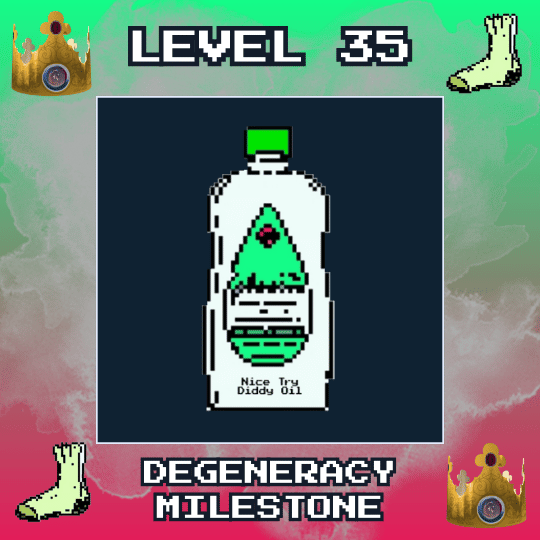 LEVEL 35
Nice Try
Diddy Oil
DEGENERACY
MILESTONE